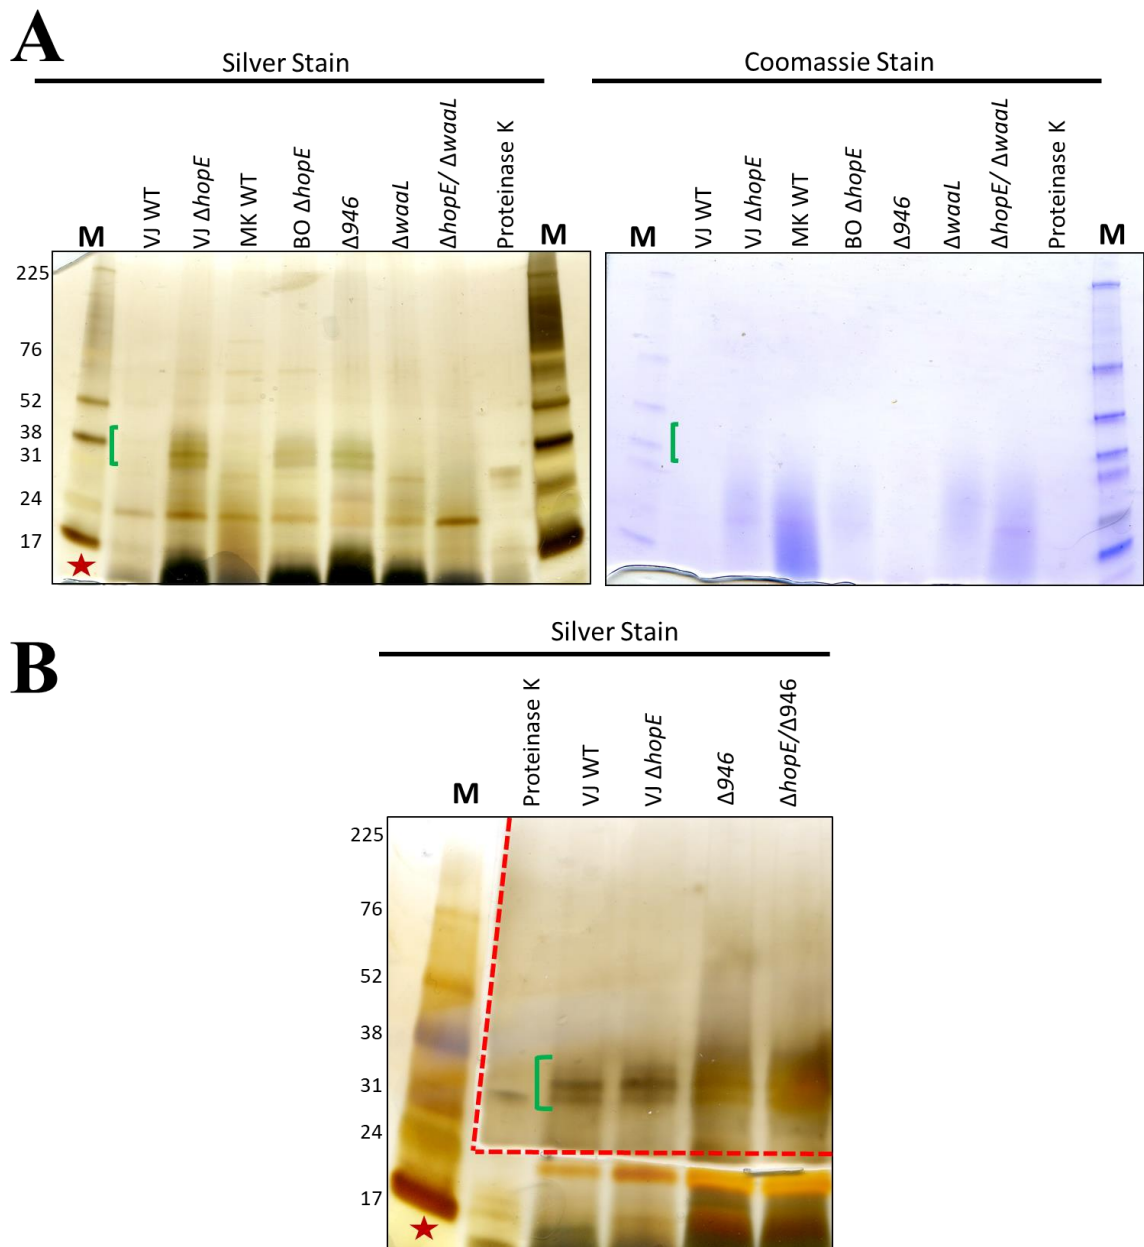 A
Silver Stain
Coomassie Stain
M
VJ WT
VJ ΔhopE
MK WT
BO ΔhopE
Δ946
ΔwaaL
ΔhopE/ ΔwaaL
Proteinase K
M
M
VJ WT
VJ ΔhopE
MK WT
BO ΔhopE
Δ946
ΔwaaL
ΔhopE/ ΔwaaL
Proteinase K
M
225
76
52
38
31
24
17
B
Silver Stain
M
Proteinase K
VJ WT
VJ ΔhopE
Δ946
ΔhopE/Δ946
225
76
52
38
31
24
17